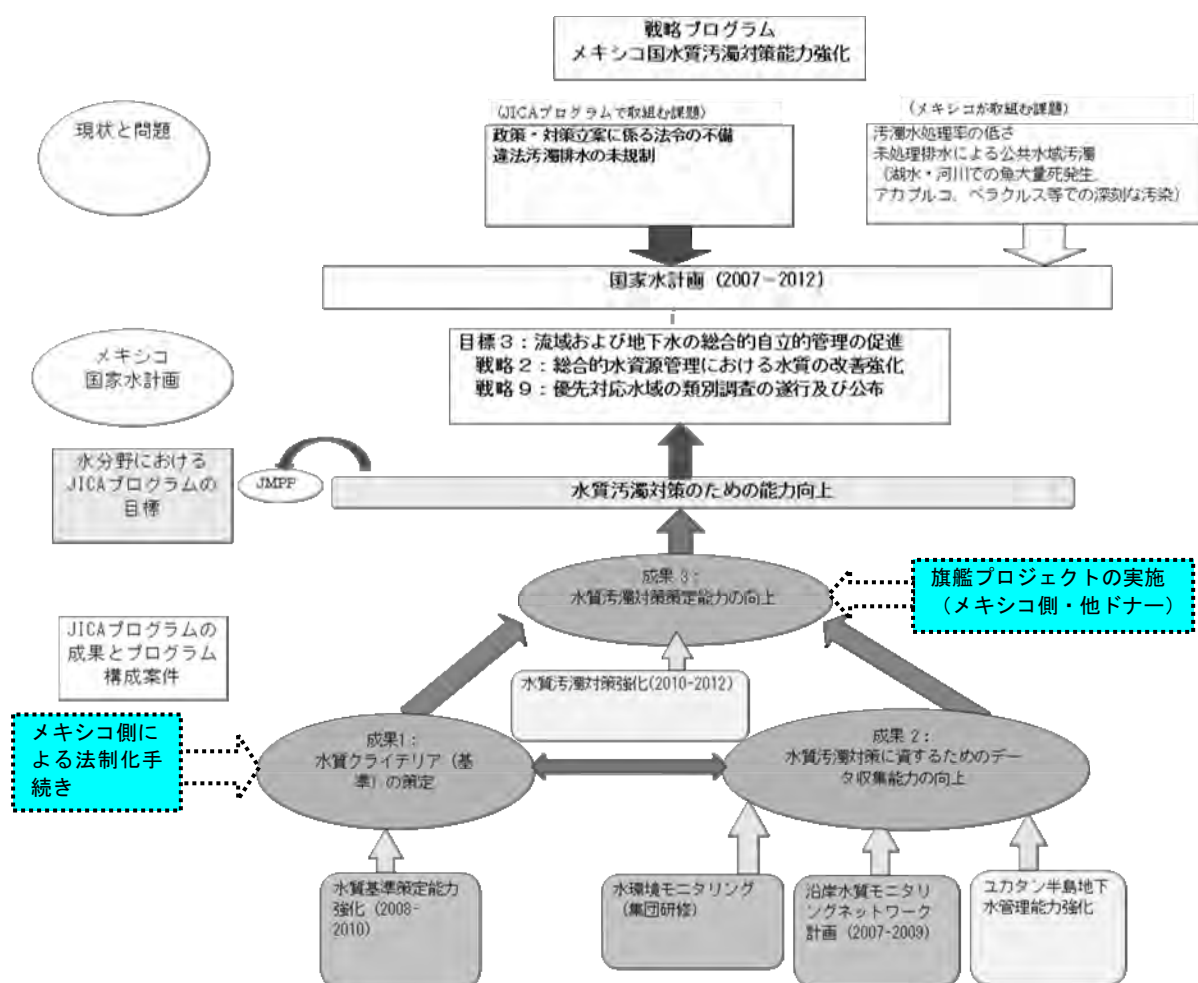 戦略プログラム
メキシコ国水質汚濁対策能力強化
現状と問題
(JICAプログラムで取組む課題)
政策・対策立案に係る法令の不備
違法汚濁排水の未規制
(メキシコが取組む課題)
汚濁水処理率の低さ
未処理排水による公共水域汚濁
(湖水・河川での魚大量死発生、
アカプルコ、ベラクルス等での深刻な汚染)
国家水計画 (2007-2012)
メキシコ
国家水計画
目標3:流域および地下水の総合的自立的管理の促進
戦略2:総合的水資源管理における水質の改善強化
戦略9:優先対応水域の類別調査の遂行及び公布
水分野における
JICAプログラムの
目標
JMPP
水質汚濁対策のための能力向上
成果3:
水質汚濁対策策定能力の向上
旗艦プロジェクトの実施
(メキシコ側・他ドナー)
JICAプログラムの
成果とプログラム
構成案件
水質汚濁対策強化(2010-2012)
メキシコ側に
よる法制化手
続き
成果1:
水質クライテリア(基
準)の策定
成果2:
水質汚濁対策に資するためのデー
タ収集能力の向上
水質基準策定能力
強化 (2008-
2010)
水環境モニタリング
(集団研修)
沿岸水質モニタリ
ングネットワーク
計画 (2007-2009)
ユカタン半島地下
水管理能力強化